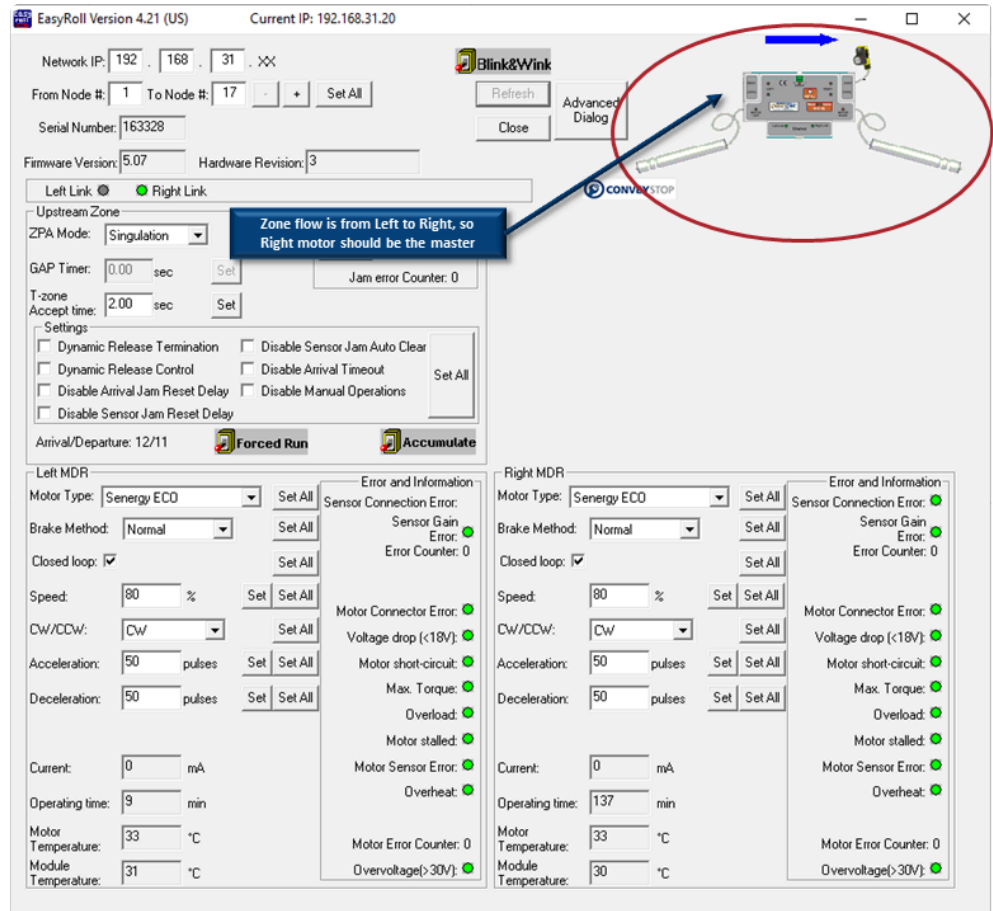 EasyRoll Version 4.21 (US) Current IP: 192.168.31.20
Network IP: 192 . 168 . 31 . XX
Blink&Wink
From Node #: 1 To Node #: 17 - + Set All
Refresh
Advanced Dialog
Serial Number: 163328
Close
Firmware Version: 5.07 Hardware Revision: 3
Left Link Right Link
CONVEYSTOP
Upstream Zone
ZPA Mode: Singulation
Zone flow is from Left to Right, so
Right motor should be the master
GAP Timer: 0.00 sec Set
Jam error Counter: 0
T-zone
Accept time: 2.00 sec Set
Settings
Dynamic Release Termination Disable Sensor Jam Auto Clear
Dynamic Release Control Disable Arrival Timeout
Set All
Disable Arrival Jam Reset Delay Disable Manual Operations
Disable Sensor Jam Reset Delay
Arrival/Departure: 12/11 Forced Run Accumulate
Left MDR
Error and Information
Motor Type: Senergy ECO Set All
Sensor Connection Error:
Brake Method: Normal Set All
Sensor Gain
Error:
Error Counter: 0
Closed loop: Set All
Speed: 80 % Set Set All
Motor Connector Error:
CW/CCW: CW Set All
Voltage drop (<18V):
Acceleration: 50 pulses Set Set All
Motor short-circuit:
Max. Torque:
Deceleration: 50 pulses Set Set All
Overload:
Motor stalled:
Current: 0 mA
Motor Sensor Error:
Overheat:
Operating time: 9 min
Motor
Temperature: 33 °C
Motor Error Counter: 0
Module
Temperature: 31 °C
Overvoltage(>30V):
Right MDR
Error and Information
Motor Type: Senergy ECO Set All
Sensor Connection Error:
Brake Method: Normal Set All
Sensor Gain
Error:
Error Counter: 0
Closed loop: Set All
Speed: 80 % Set Set All
Motor Connector Error:
CW/CCW: CW Set All
Voltage drop (<18V):
Acceleration: 50 pulses Set Set All
Motor short-circuit:
Max. Torque:
Deceleration: 50 pulses Set Set All
Overload:
Motor stalled:
Current: 0 mA
Motor Sensor Error:
Overheat:
Operating time: 137 min
Motor
Temperature: 33 °C
Motor Error Counter: 0
Module
Temperature: 30 °C
Overvoltage(>30V):